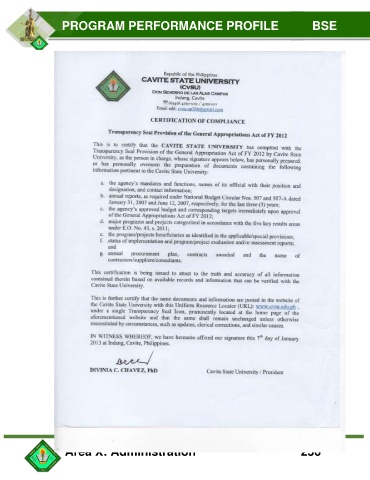 PROGRAM PERFORMANCE PROFILE BSE
Republic of the Philippines
CAVITE STATE UNIVERSITY
(CvSU)
DON SEVERINO DE LAS ALAS CAMPUS
Indang, Cavite
CERTIFICATION OF COMPLIANCE
Transparency Seal Provision of the General Appropriations Act of FY 2012
This is to certify that the CAVITE STATE UNIVERSITY has complied with the
Transparency Seal Provision of the General Appropriations Act of FY 2012 by Cavite State
University, as the person in charge, whose signature appears below, has personally prepared
or has personally overseen the preparation of documents containing the following
information pertinent to the Cavite State University:
a. the agency's mandates and functions, names of its official with their position and
designation, and contact information;
b. annual reports, as required under National Budget Circular Nos. 507 and 507-A dated
January 31, 2007 and June 12, 2007, respectively, for the last three (3) years;
c. the agency's approved budget and corresponding targets immediately upon approval
of the General Appropriations Act of FY 2012;
d. major programs and projects categorized in accordance with the five key results areas
under E.O. No. 43, s. 2011;
e. the program/projects beneficiaries as identified in the applicable/special provisions;
f. status of implementation and program/project evaluation and/or assessment reports;
and
g. annual procurement plan, contracts awarded and the name of
contractors/suppliers/consultants.
This certification is being issued to attest to the truth and accuracy of all information
contained therein based on available records and information that can be verified with the
Cavite State University.
This is further certify that the same documents and information are posted in the website of
the Cavite State University with this Uniform Resource Locator (URL): www.cvsu.edu.ph ,
under a single Transparency Seal Icon, prominently located at the home page of the
aforementioned website and that the same shall remain unchanged unless otherwise
necessitated by circumstances, such as updates, clerical corrections, and similar causes.
IN WITNESS WHEREOF, we have hereunto affixed our signature this 7th day of January
2013 at Indang, Cavite, Philippines.
DIVINIA C. CHAVEZ, PhD Cavite State University / President
Area X: Administration 256